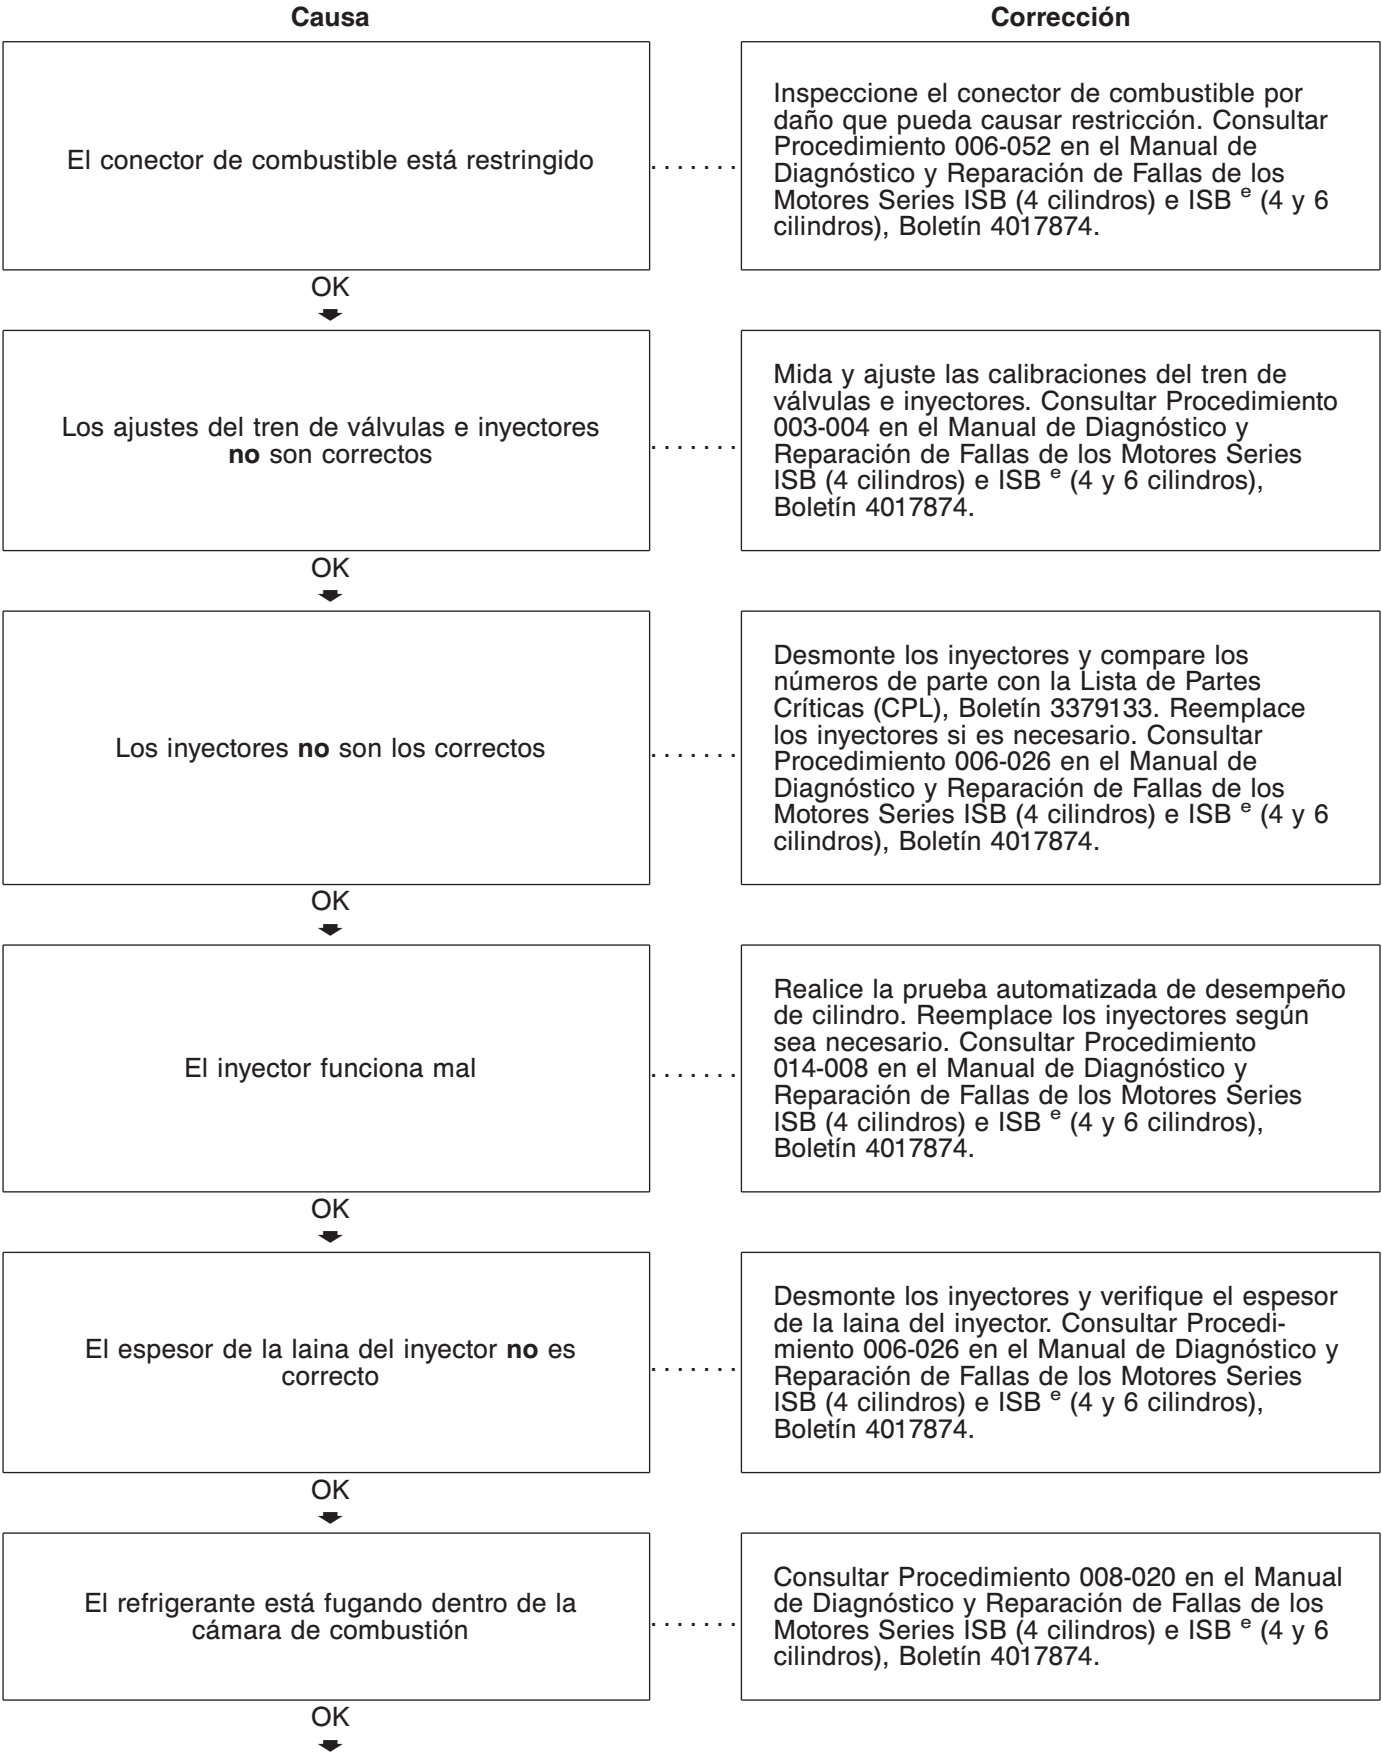 Causa
Corrección
El conector de combustible está restringido
.......
Inspeccione el conector de combustible por
daño que pueda causar restricción. Consultar
Procedimiento 006-052 en el Manual de
Diagnóstico y Reparación de Fallas de los
Motores Series ISB (4 cilindros) e ISB e (4 y 6
cilindros), Boletín 4017874.
OK
Los ajustes del tren de válvulas e inyectores
no son correctos
.......
Mida y ajuste las calibraciones del tren de
válvulas e inyectores. Consultar Procedimiento
003-004 en el Manual de Diagnóstico y
Reparación de Fallas de los Motores Series
ISB (4 cilindros) e ISB e (4 y 6 cilindros),
Boletín 4017874.
OK
Los inyectores no son los correctos
.......
Desmonte los inyectores y compare los
números de parte con la Lista de Partes
Críticas (CPL), Boletín 3379133. Reemplace
los inyectores si es necesario. Consultar
Procedimiento 006-026 en el Manual de
Diagnóstico y Reparación de Fallas de los
Motores Series ISB (4 cilindros) e ISB e (4 y 6
cilindros), Boletín 4017874.
OK
El inyector funciona mal
.......
Realice la prueba automatizada de desempeño
de cilindro. Reemplace los inyectores según
sea necesario. Consultar Procedimiento
014-008 en el Manual de Diagnóstico y
Reparación de Fallas de los Motores Series
ISB (4 cilindros) e ISB e (4 y 6 cilindros),
Boletín 4017874.
OK
El espesor de la laina del inyector no es
correcto
.......
Desmonte los inyectores y verifique el espesor
de la laina del inyector. Consultar Procedi-
miento 006-026 en el Manual de Diagnóstico y
Reparación de Fallas de los Motores Series
ISB (4 cilindros) e ISB e (4 y 6 cilindros),
Boletín 4017874.
OK
El refrigerante está fugando dentro de la
cámara de combustión
.......
Consultar Procedimiento 008-020 en el Manual
de Diagnóstico y Reparación de Fallas de los
Motores Series ISB (4 cilindros) e ISB e (4 y 6
cilindros), Boletín 4017874.
OK